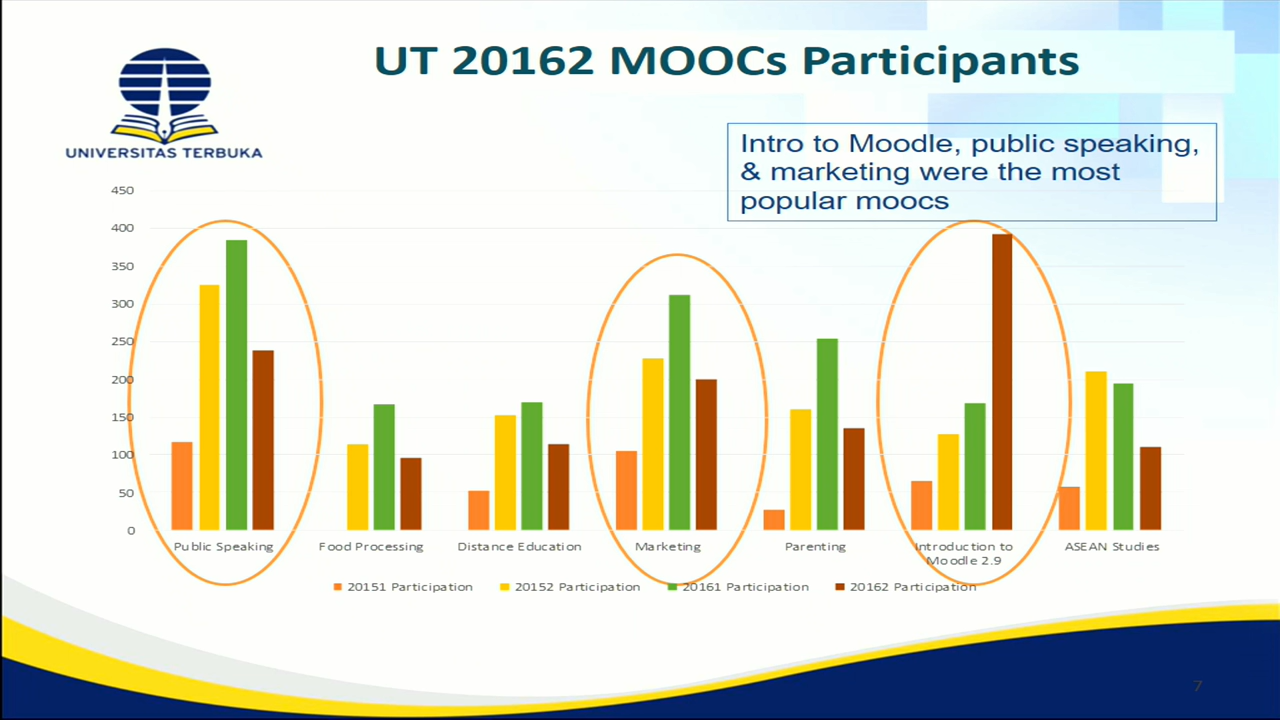 UT 20162 MOOCs Participants
UNIVERSITAS TERBUKA
Intro to Moodle, public speaking,
& marketing were the most
popular moocs
450
400
350
300
250
200
150
100
50
0
Public Speaking
Food Processing
Distance Education
Marketing
Parenting
Introduction to
Moodle 2.9
ASEAN Studies
20151 Participation
20152 Participation
20161 Participation
20162 Participation
7